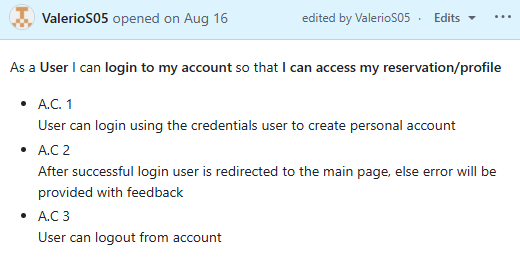 ValerioS05 opened on Aug 16 edited by ValerioS05 · Edits
As a User I can login to my account so that I can access my reservation/profile
A.C. 1
User can login using the credentials user to create personal account
A.C 2
After successful login user is redirected to the main page, else error will be
provided with feedback
A.C 3
User can logout from account